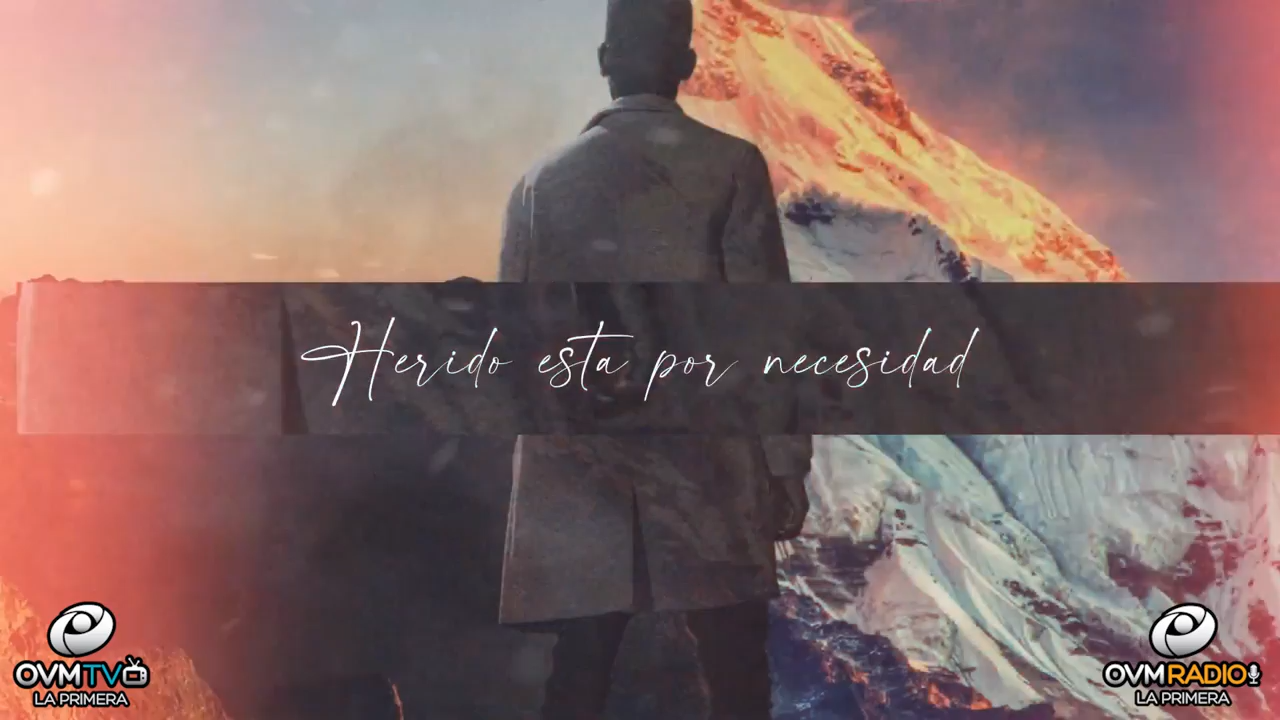 Herido esta por necesidad
OVMTV
LA PRIMERA
OVMRADIO
LA PRIMERA